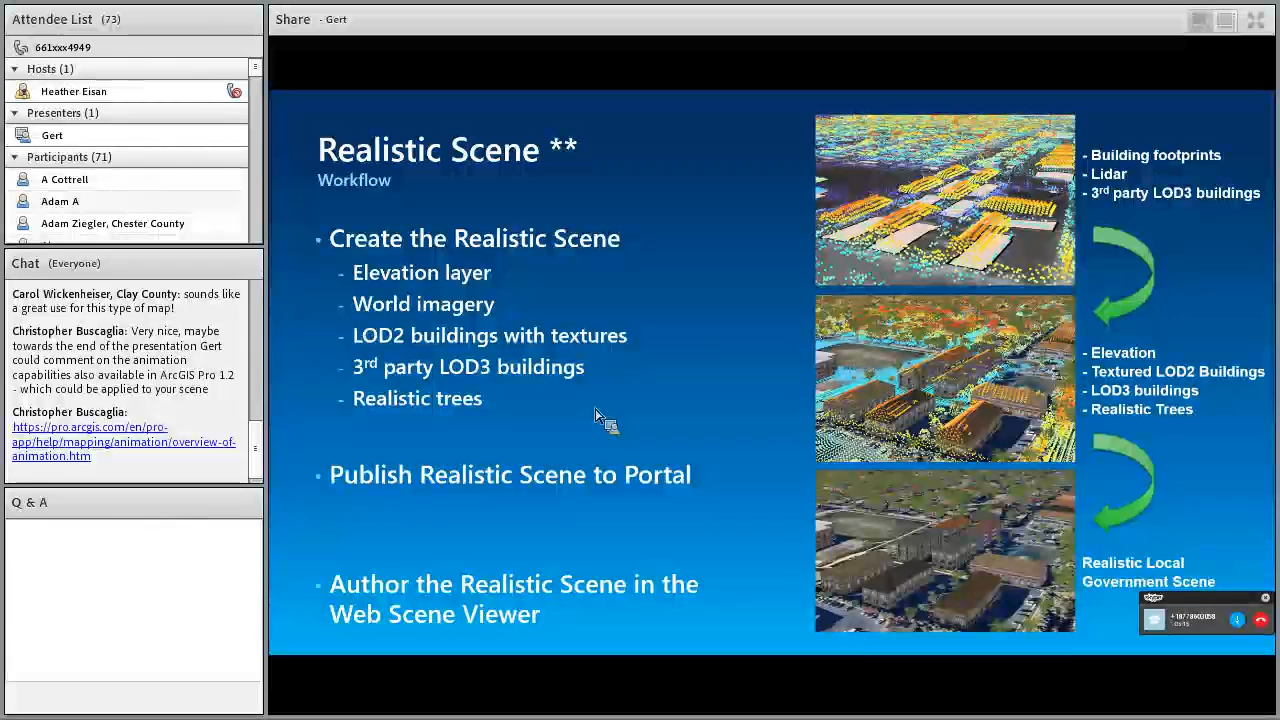 Attendee List (73)
661xxx4949
Hosts (1)
Heather Eisan
Presenters (1)
Gert
Participants (71)
A Cottrell
Adam A
Adam Ziegler, Chester County
Chat (Everyone)
Carol Wickenheiser, Clay County: sounds like
a great use for this type of map!
Christopher Buscaglia: Very nice, maybe
towards the end of the presentation Gert
could comment on the animation
capabilities also available in ArcGIS Pro 1.2
- which could be applied to your scene
Christopher Buscaglia:
https://pro.arcgis.com/en/pro-
app/help/mapping/animation/overview-of-
animation.htm
Q & A
Share - Gert
Realistic Scene **
Workflow
• Create the Realistic Scene
- Elevation layer
- World imagery
- LOD2 buildings with textures
- 3rd party LOD3 buildings
- Realistic trees
• Publish Realistic Scene to Portal
• Author the Realistic Scene in the
Web Scene Viewer
- Building footprints
- Lidar
- 3rd party LOD3 buildings
- Elevation
- Textured LOD2 Buildings
- LOD3 buildings
- Realistic Trees
Realistic Local
Government Scene
skype